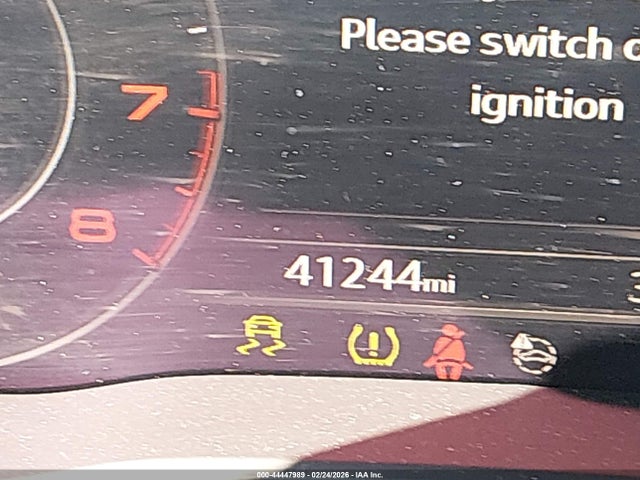 Please switch
ignition
7
8
41244mi
000-44447989 - 02/24/2026 - IAA Inc.